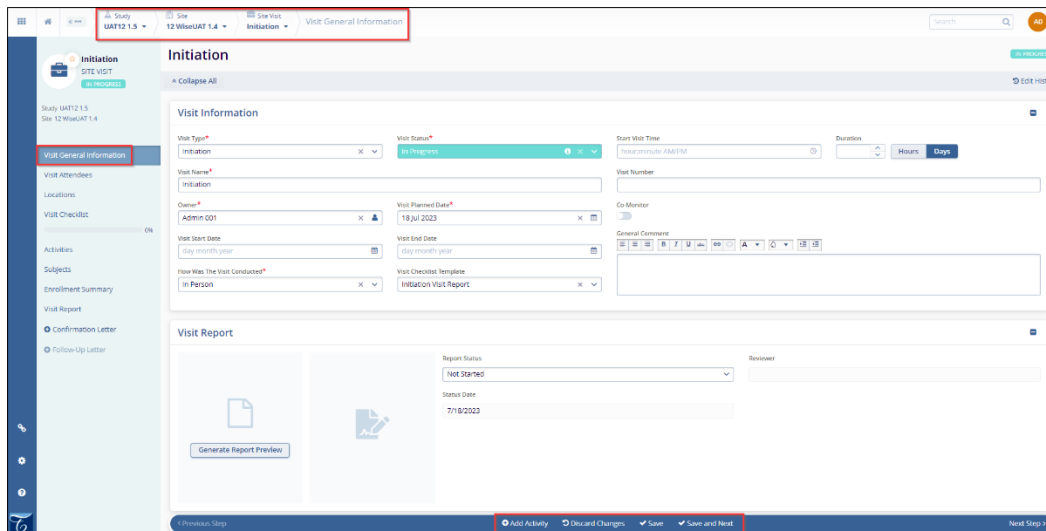 Study
UAT12 1.5
Site
12 WiseUAT 1.4
Site Visit
Initiation
Visit General Information
Search
AD
Initiation
SITE VISIT
IN PROGRESS
Study UAT12 1.5
Site 12 WiseUAT 1.4
Visit General Information
Visit Attendees
Locations
Visit Checklist
0%
Activities
Subjects
Enrollment Summary
Visit Report
Confirmation Letter
Follow-Up Letter
Initiation
IN PROGRES
Collapse All
Edit Hist
Visit Information
Visit Type*
Initiation
Visit Status*
In Progress
Start Visit Time
hour:minute AM/PM
Duration
Hours Days
Visit Name*
Initiation
Visit Number
Owner*
Admin 001
Visit Planned Date*
18 Jul 2023
Co-Monitor
Visit Start Date
day month year
Visit End Date
day month year
General Comment
B I U abc A
How Was The Visit Conducted*
In Person
Visit Checklist Template
Initiation Visit Report
Visit Report
Generate Report Preview
Report Status
Not Started
Reviewer
Status Date
7/18/2023
Previous Step
Add Activity Discard Changes Save Save and Next
Next Step